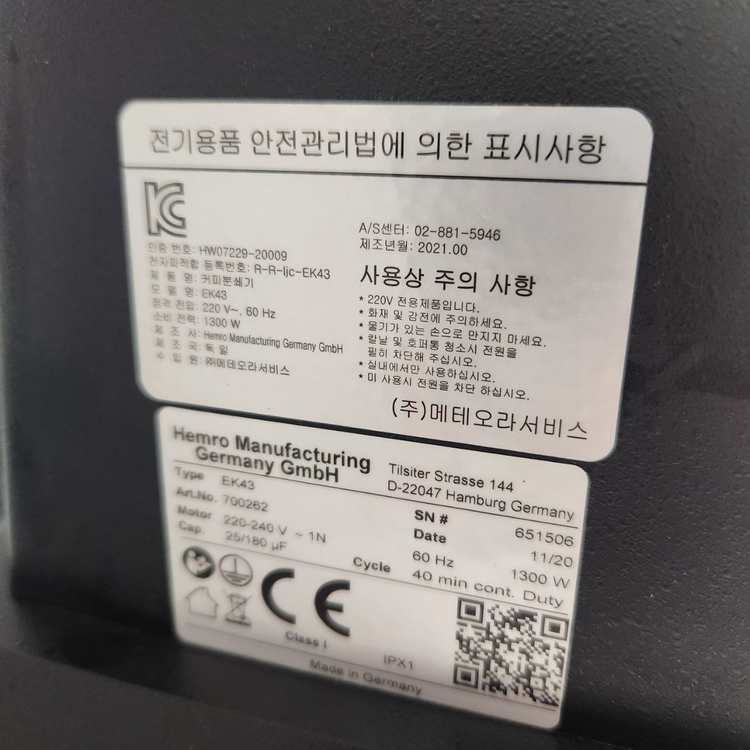 전기용품 안전관리법에 의한 표시사항
KC
인증 번호: HW07229-20009
전자파적합 등록번호: R-R-ljc-EK43
제 품 명: 커피분쇄기
모 델 명: EK43
정격 전압: 220 V~, 60 Hz
소비 전력: 1300 W
제 조 사: Hemro Manufacturing Germany GmbH
제 조 국: 독일
수 입 원: ㈜메테오라서비스
A/S센터: 02-881-5946
제조년월: 2021.00
사용상 주의 사항
* 220V 전용제품입니다.
* 화재 및 감전에 주의하세요.
* 물기가 있는 손으로 만지지 마세요.
* 칼날 및 호퍼통 청소시 전원을
필히 차단해 주십시오.
* 실내에서만 사용하십시오.
* 미 사용시 전원을 차단 하십시오.
(주)메테오라서비스
Hemro Manufacturing
Germany GmbH
Tilsiter Strasse 144
D-22047 Hamburg Germany
Type EK43
Art.No. 700262
SN # 651506
Date 11/20
Motor 220-240 V ~ 1N 60 Hz 1300 W
Cap. 25/160 µF Cycle 40 min cont. Duty
CE
Class I
IPX1
Made in Germany